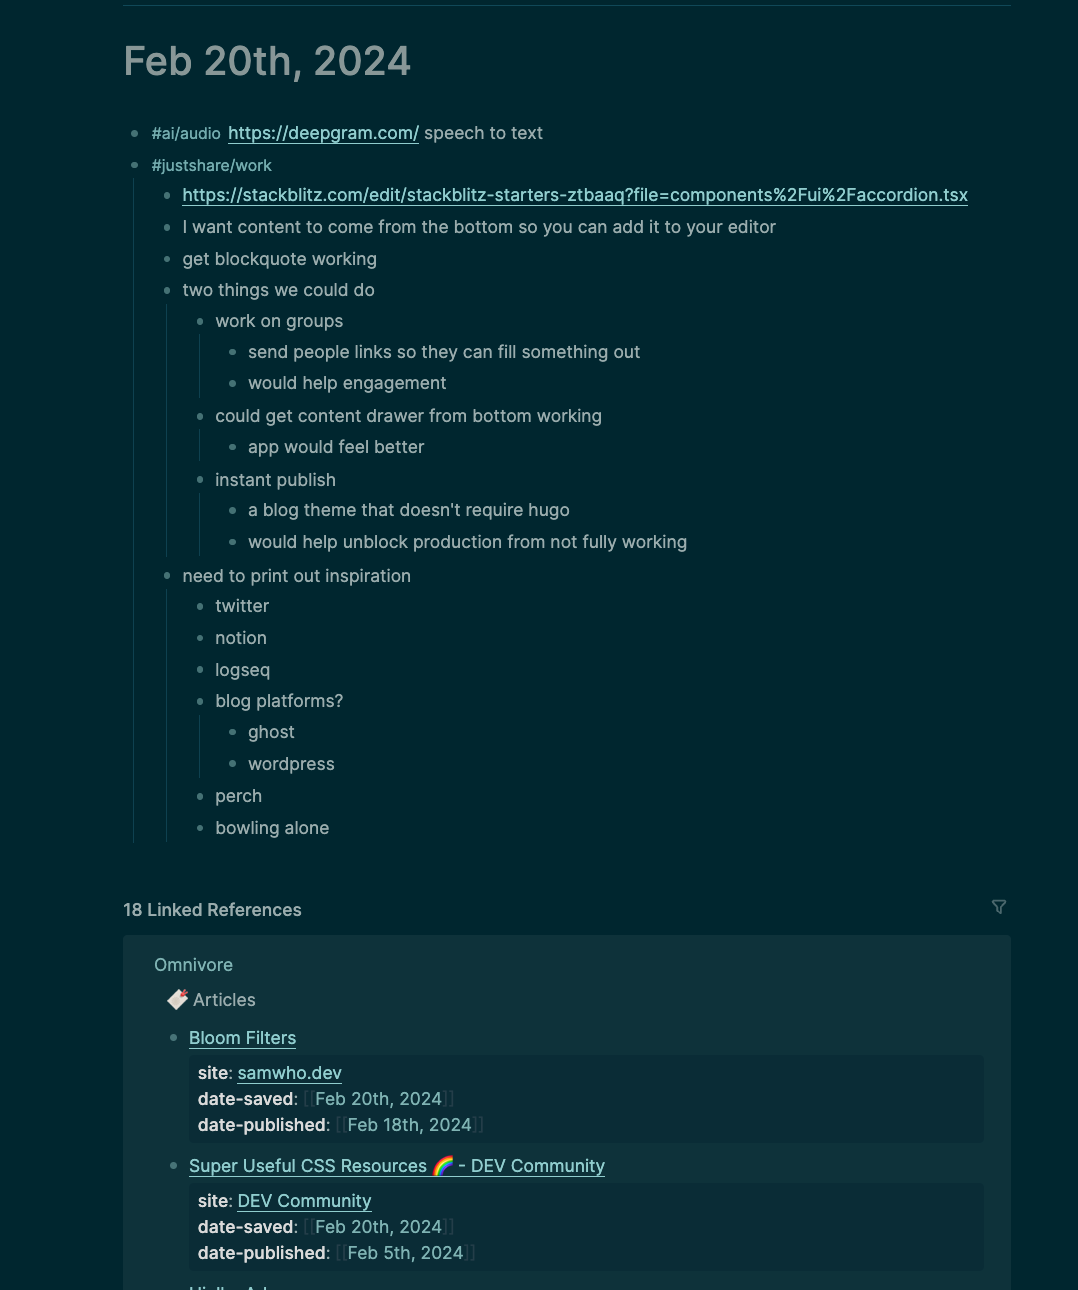 Feb 20th, 2024
#ai/audio https://deepgram.com/ speech to text
#justshare/work
https://stackblitz.com/edit/stackblitz-starters-ztbaaq?file=components%2Fui%2Faccordion.tsx
I want content to come from the bottom so you can add it to your editor
get blockquote working
two things we could do
work on groups
send people links so they can fill something out
would help engagement
could get content drawer from bottom working
app would feel better
instant publish
a blog theme that doesn't require hugo
would help unblock production from not fully working
need to print out inspiration
twitter
notion
logseq
blog platforms?
ghost
wordpress
perch
bowling alone
18 Linked References
Omnivore
Articles
Bloom Filters
site: samwho.dev
date-saved: [[Feb 20th, 2024]]
date-published: [[Feb 18th, 2024]]
Super Useful CSS Resources 🌈 - DEV Community
site: DEV Community
date-saved: [[Feb 20th, 2024]]
date-published: [[Feb 5th, 2024]]